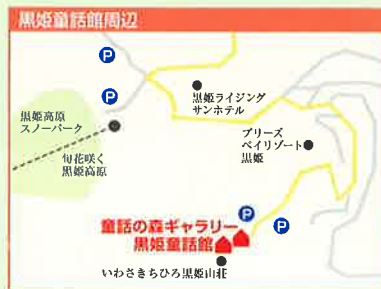 黒姫童話館周辺
P
P
黒姫ライジング
サンホテル
黒姫高原
スノーパーク
ブリーズ
ベイリゾート
黒姫
旬花咲く
黒姫高原
P
P
童話の森ギャラリー
黒姫童話館
いわさきちひろ黒姫山荘